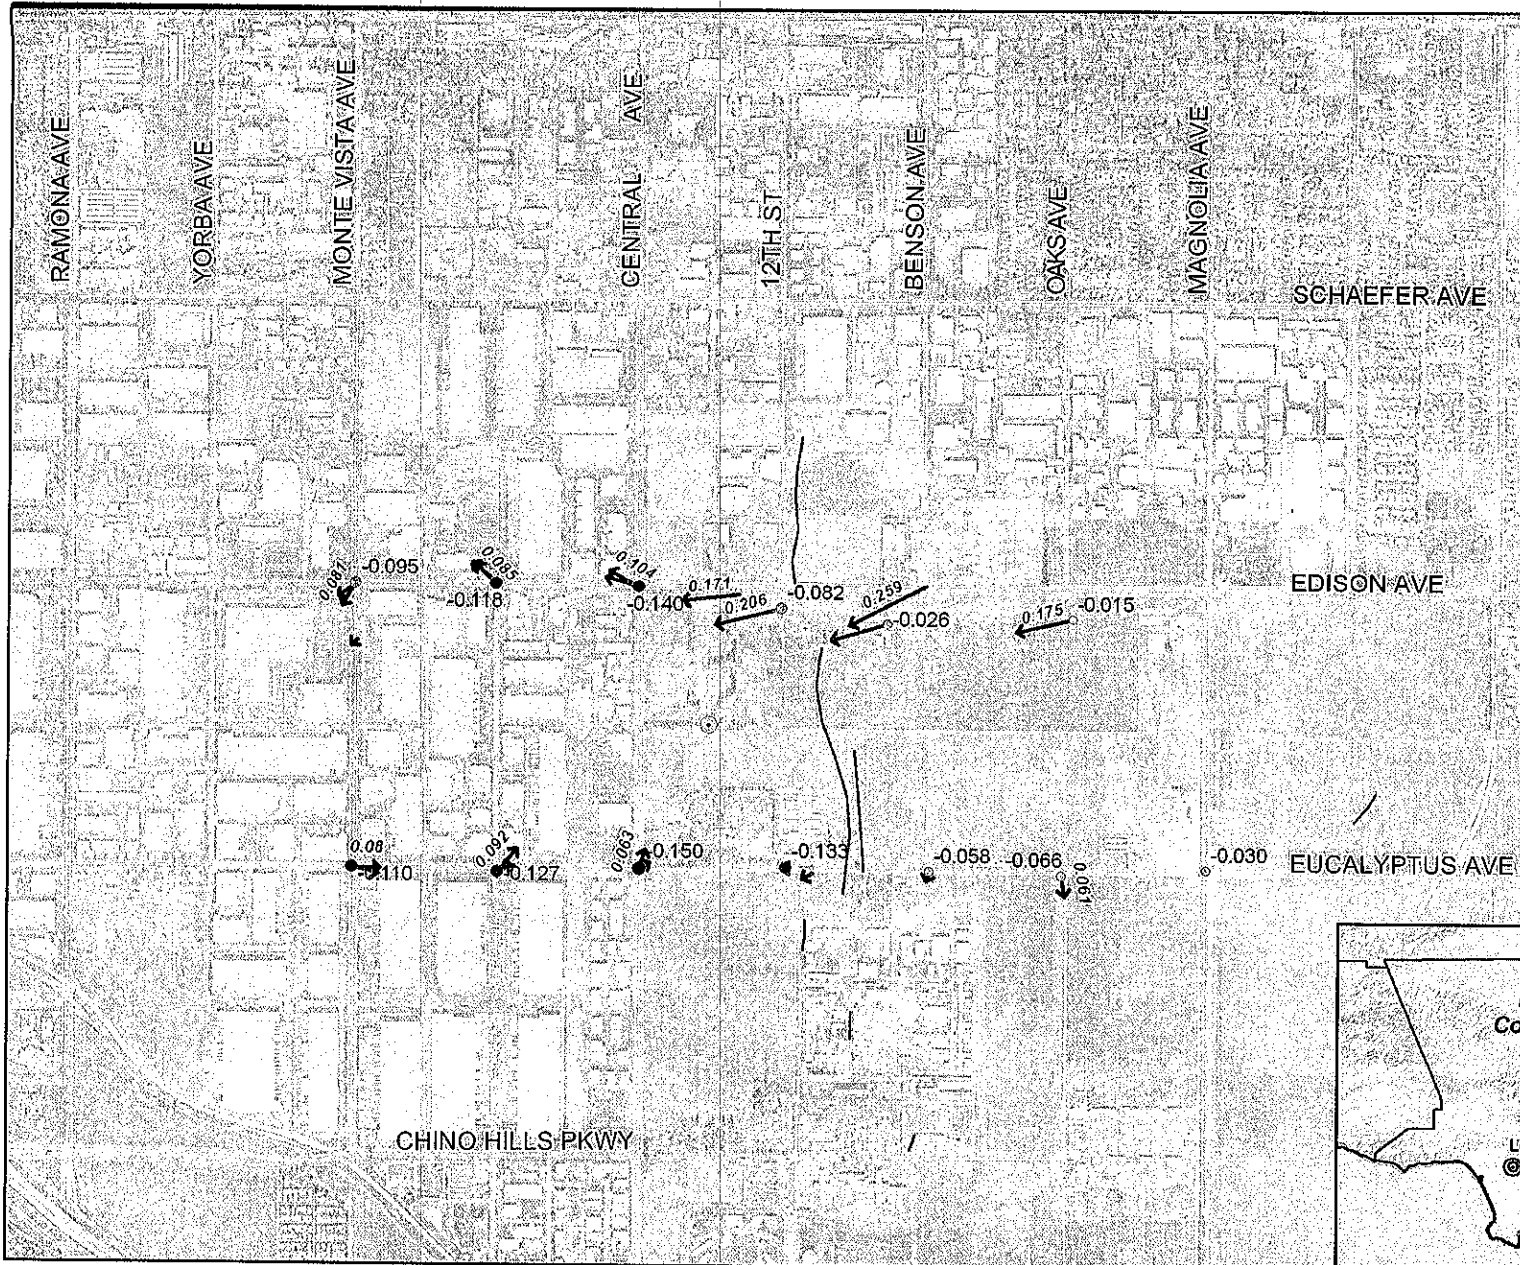 RAMONA AVE
YORBA AVE
MONTE VISTA AVE
CENTRAL AVE
12TH ST
BENSON AVE
OAKS AVE
MAGNOLIA AVE
SCHAEFER AVE
0.081
-0.095
0.085
-0.118
0.104
-0.140
0.171
0.206
-0.082
0.259
-0.026
0.175
-0.015
EDISON AVE
0.08
-0.110
0.092
-0.127
0.063
-0.150
-0.133
-0.058
-0.066
0.061
-0.030
EUCALYPTUS AVE
Co
L
CHINO HILLS PKWY